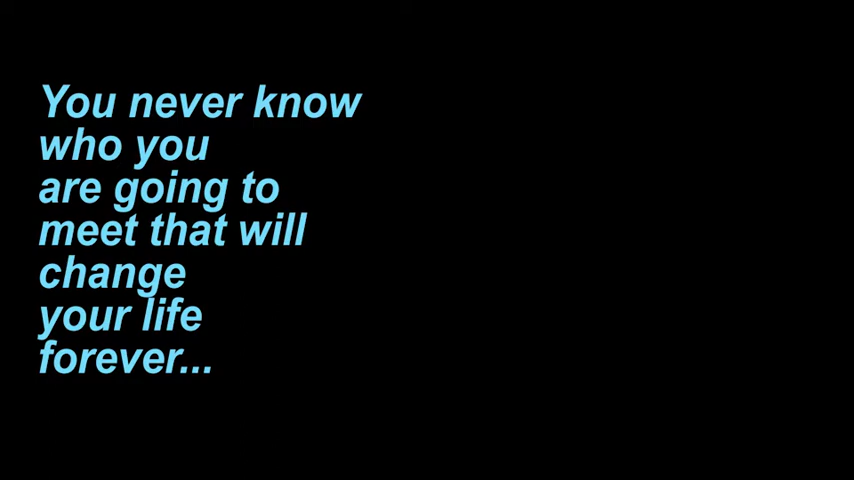 You never know
who you
are going to
meet that will
change
your life
forever...